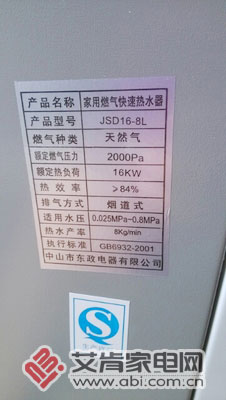 产品名称 家用燃气快速热水器
产品型号 JSD16-8L
燃气种类 天然气
额定燃气压力 2000Pa
额定热负荷 16KW
热效率 ≥84%
排气方式 烟道式
适用水压 0.025MPa~0.8MPa
热水产率 8Kg/min
执行标准 GB6932-2001
中山市东政电器有限公司
艾肯家电网
www.abi.com.cn